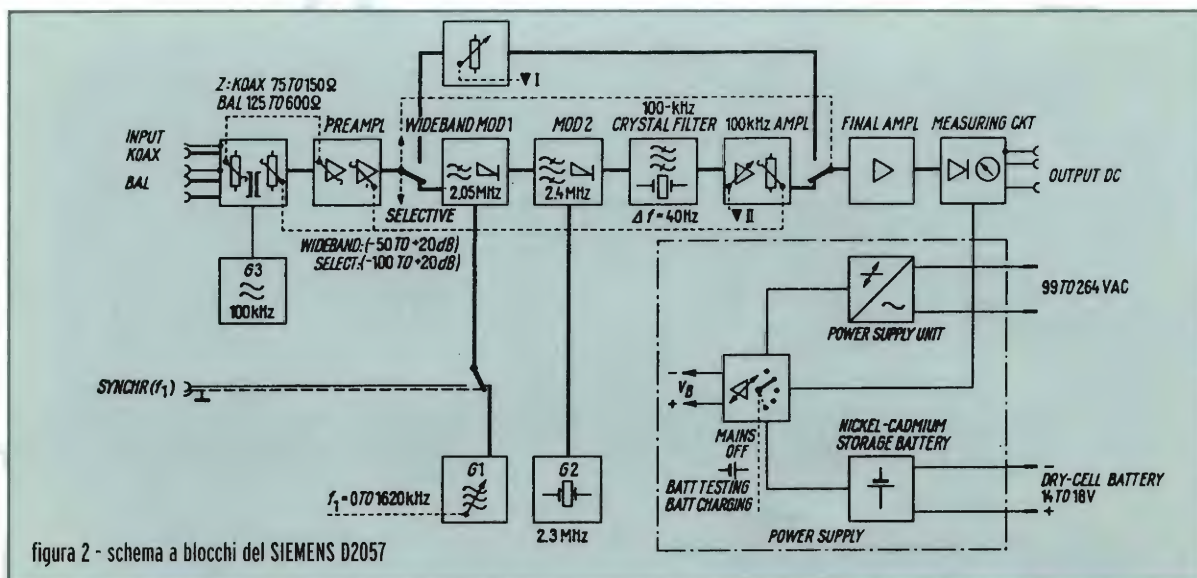 Z: KOAX 75 TO 150Ω
BAL 125 TO 600Ω
INPUT
KOAX
BAL
PREAMPL
▼ I
WIDEBAND
MOD 1
2.05MHz
SELECTIVE
MOD 2
2.4MHz
100-kHz
CRYSTAL FILTER
Δf = 40Hz
100kHz AMPL
▼ II
FINAL AMPL
MEASURING CKT
OUTPUT DC
WIDEBAND: (-50 TO +20dB)
SELECT: (-100 TO +20dB)
G3
100kHz
SYNCHR (f1)
G1
f1 = 0 TO 1620 kHz
G2
2.3 MHz
99 TO 264 VAC
POWER SUPPLY UNIT
- VB
+
MAINS
OFF
BATT TESTING
BATT CHARGING
NICKEL-CADMIUM
STORAGE BATTERY
-
DRY-CELL BATTERY
14 TO 18V
+
POWER SUPPLY
figura 2 - schema a blocchi del SIEMENS D2057